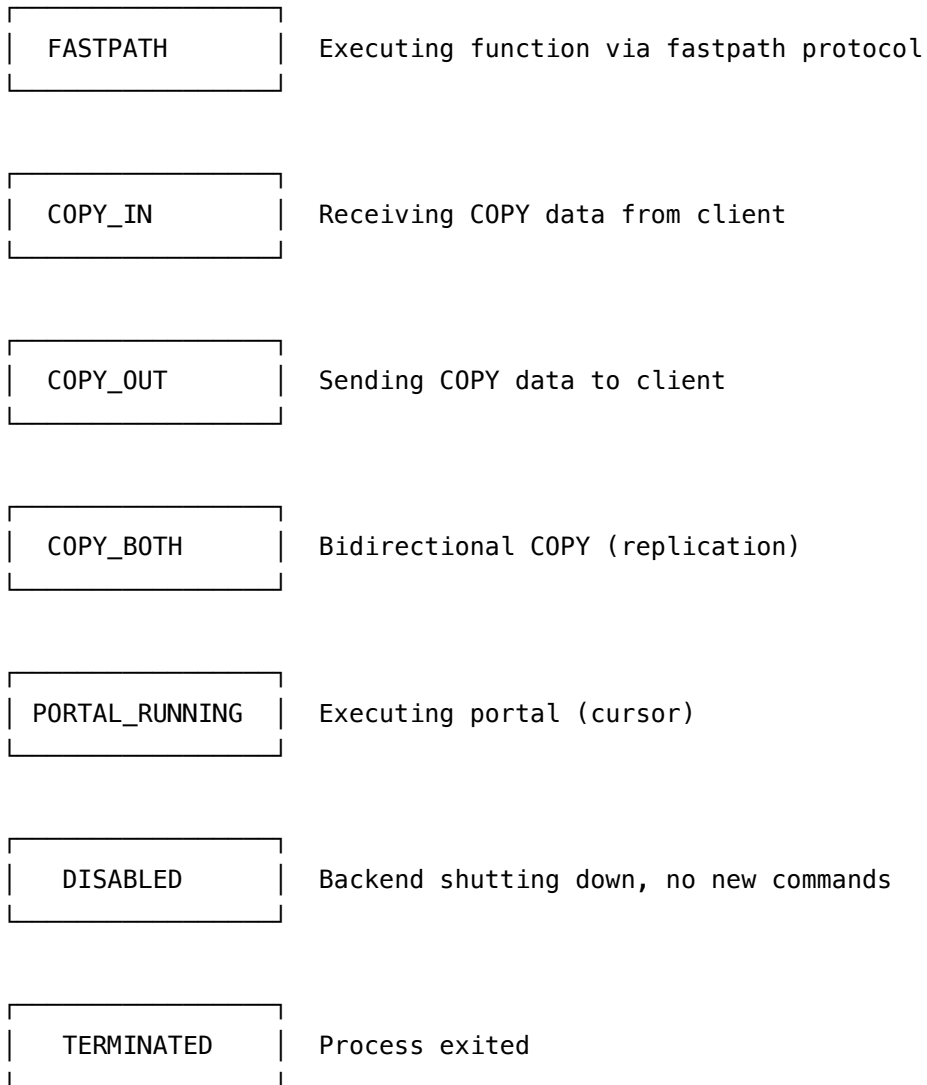 FASTPATH Executing function via fastpath protocol
COPY_IN Receiving COPY data from client
COPY_OUT Sending COPY data to client
COPY_BOTH Bidirectional COPY (replication)
PORTAL_RUNNING Executing portal (cursor)
DISABLED Backend shutting down, no new commands
TERMINATED Process exited